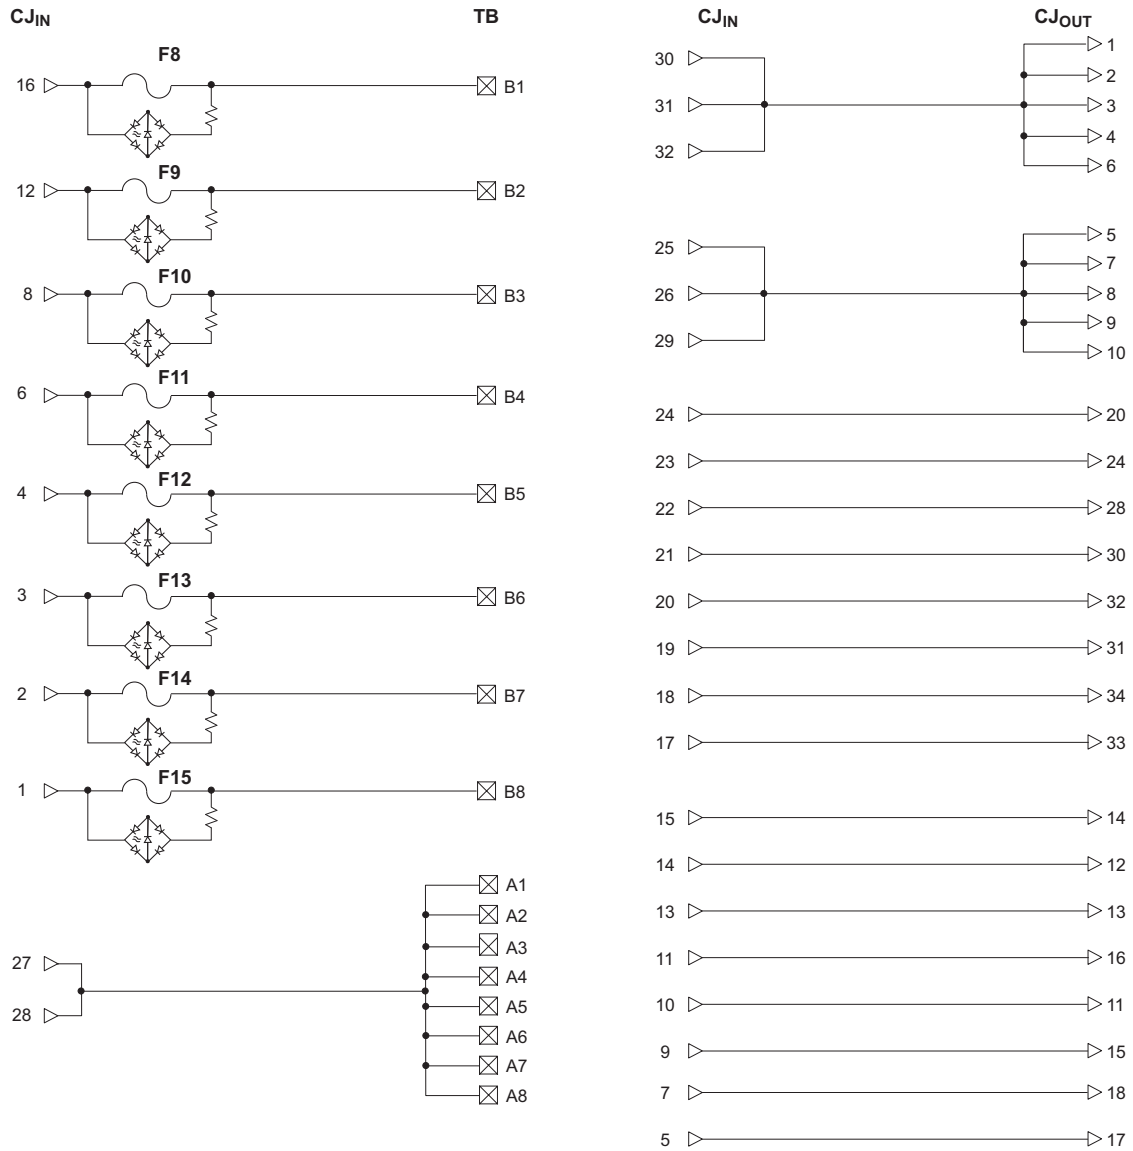 CJIN TB
F8
16 B1
F9
12 B2
F10
8 B3
F11
6 B4
F12
4 B5
F13
3 B6
F14
2 B7
F15
1 B8
A1
A2
A3
27 A4
A5
28 A6
A7
A8
CJIN CJOUT
1
30 2
31 3
4
32 6
5
25 7
26 8
9
29 10
24 20
23 24
22 28
21 30
20 32
19 31
18 34
17 33
15 14
14 12
13 13
11 16
10 11
9 15
7 18
5 17